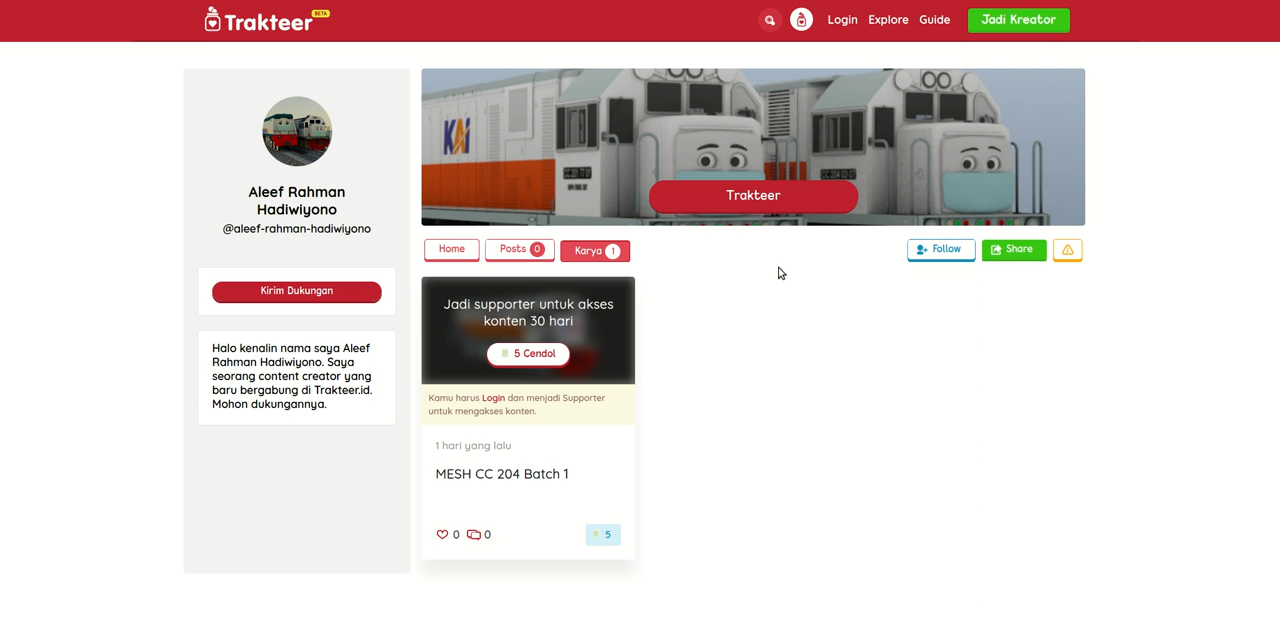 Trakteer BETA
Login Explore Guide Jadi Kreator
Aleef Rahman
Hadiwiyono
@aleef-rahman-hadiwiyono
Kirim Dukungan
Halo kenalin nama saya Aleef
Rahman Hadiwiyono. Saya
seorang content creator yang
baru bergabung di Trakteer.id.
Mohon dukungannya.
KAI
Trakteer
Home Posts 0 Karya 1 Follow Share
Jadi supporter untuk akses
konten 30 hari
5 Cendol
Kamu harus Login dan menjadi Supporter
untuk mengakses konten.
1 hari yang lalu
MESH CC 204 Batch 1
0 0 5